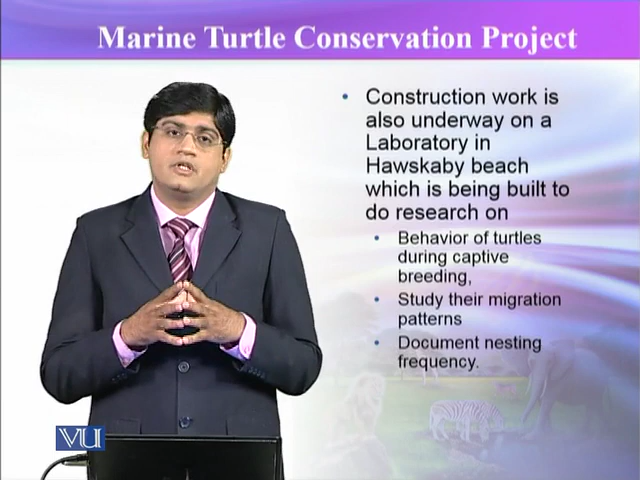 Marine Turtle Conservation Project
• Construction work is
also underway on a
Laboratory in
Hawskaby beach
which is being built to
do research on
• Behavior of turtles
during captive
breeding,
• Study their migration
patterns
• Document nesting
frequency.
VU